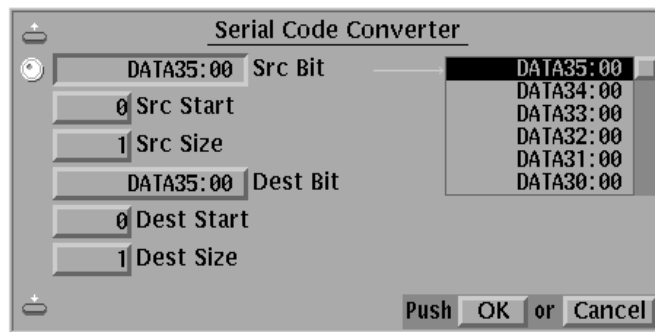 Serial Code Converter
DATA35:00 Src Bit
0 Src Start
1 Src Size
DATA35:00 Dest Bit
0 Dest Start
1 Dest Size
DATA35:00
DATA34:00
DATA33:00
DATA32:00
DATA31:00
DATA30:00
Push OK or Cancel